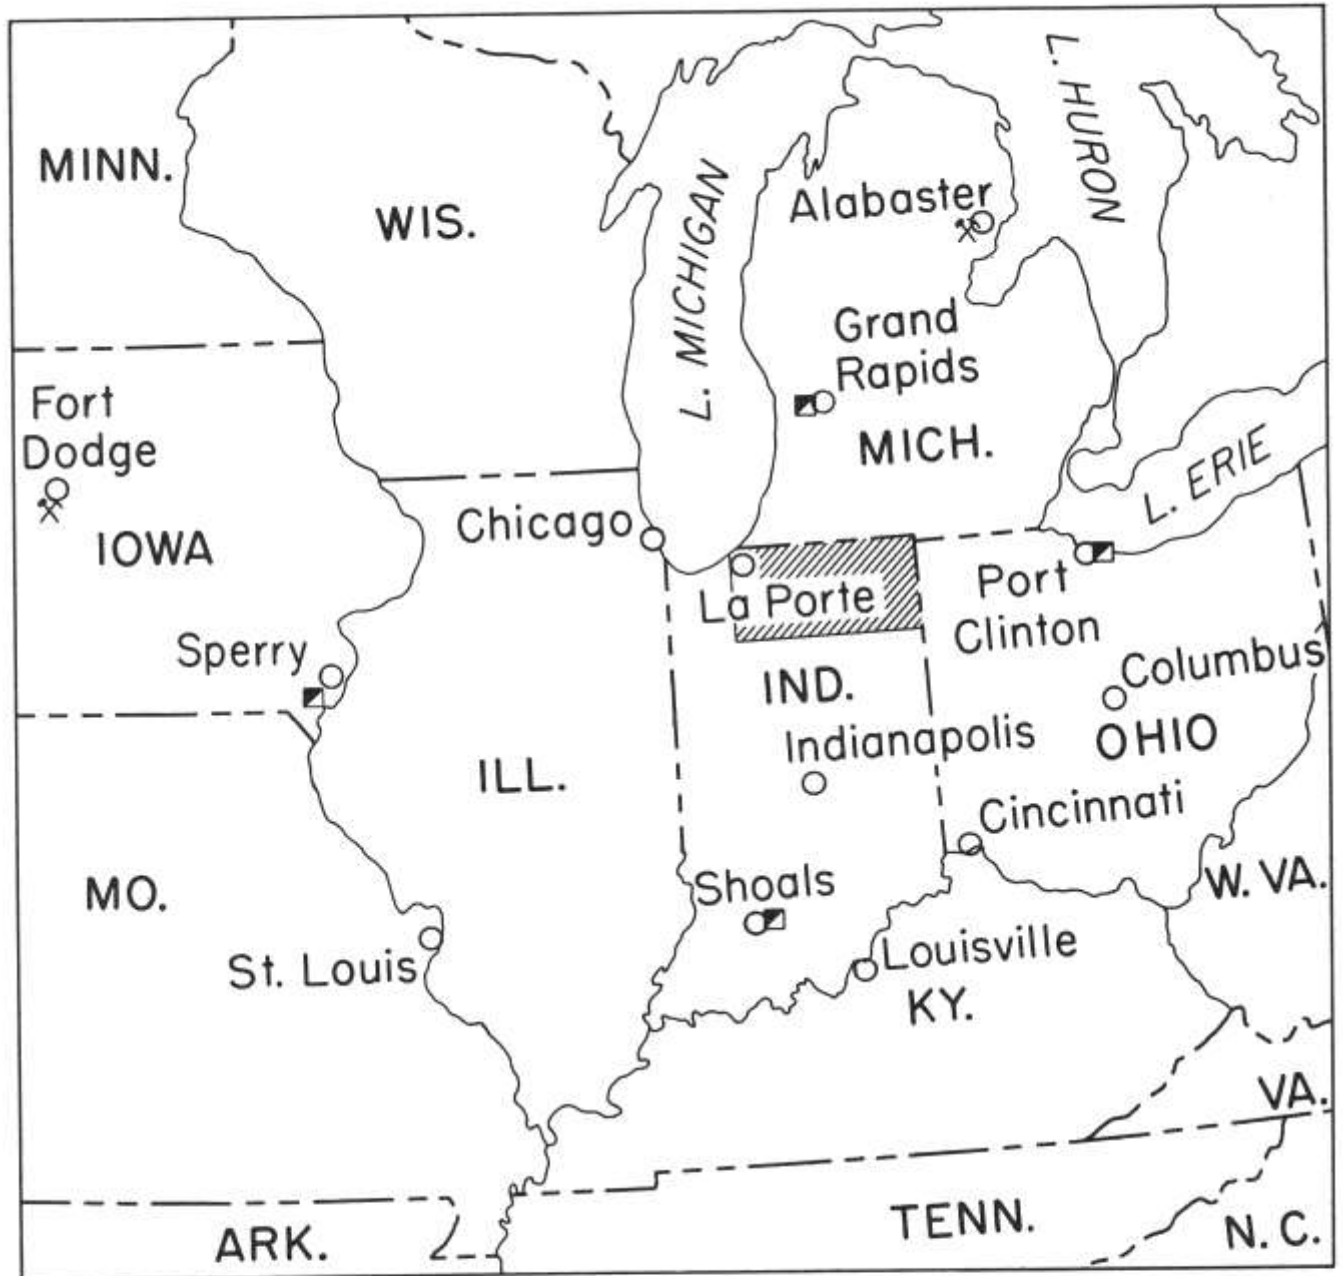 L. HURON
MINN.
WIS.
L. MICHIGAN
Alabaster
Grand
Rapids
MICH.
Fort
Dodge
IOWA
Chicago
L. ERIE
La Porte
Port
Clinton
Sperry
IND.
Columbus
Indianapolis
OHIO
ILL.
Cincinnati
MO.
Shoals
W. VA.
St. Louis
Louisville
KY.
VA.
ARK.
TENN.
N. C.